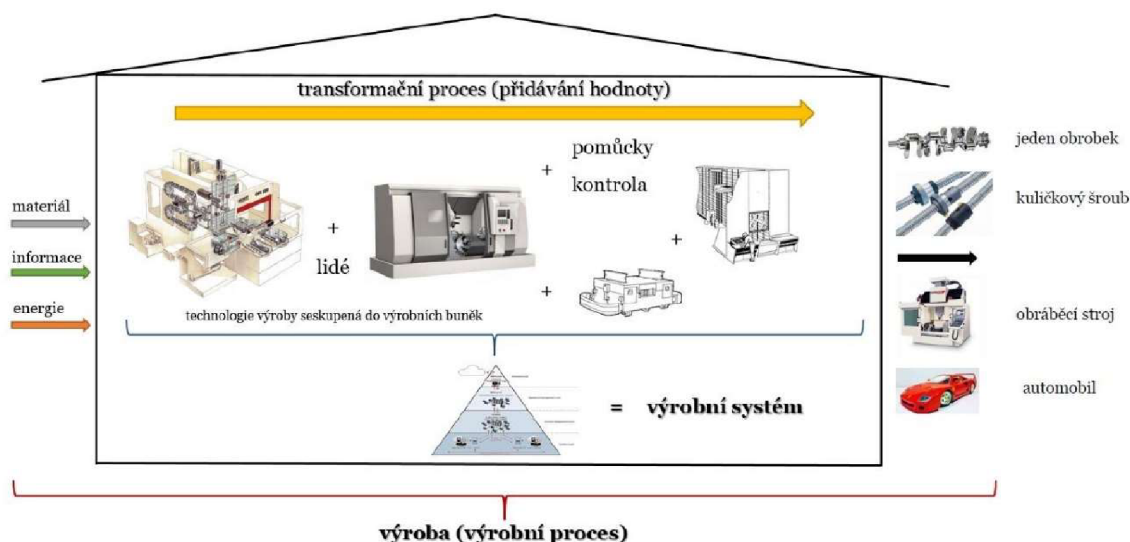 transformační proces (přidávání hodnoty)
materiál
informace
energie
+
lidé
+
pomůcky
kontrola
+
+
technologie výroby seskupená do výrobních buněk
= výrobní systém
jeden obrobek
kuličkový šroub
obráběcí stroj
automobil
výroba (výrobní proces)